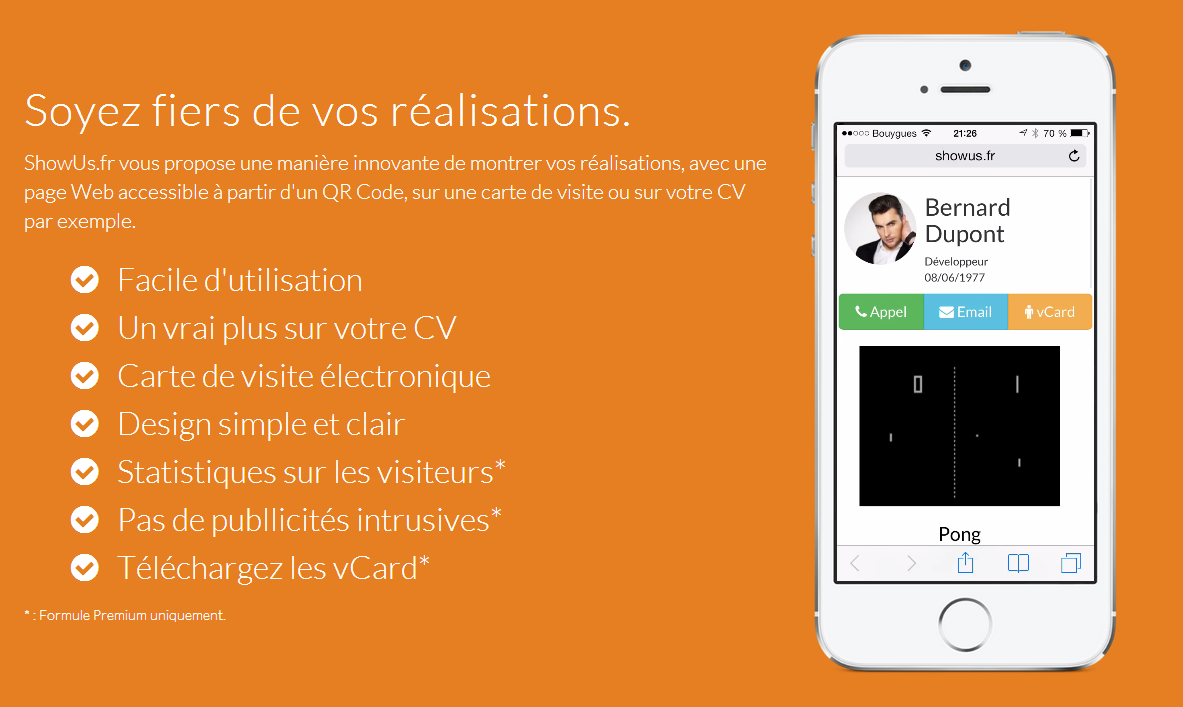 Soyez fiers de vos réalisations.
ShowUs.fr vous propose une manière innovante de montrer vos réalisations, avec une
page Web accessible à partir d'un QR Code, sur une carte de visite ou sur votre CV
par exemple.
Facile d'utilisation
Un vrai plus sur votre CV
Carte de visite électronique
Design simple et clair
Statistiques sur les visiteurs*
Pas de publlicités intrusives*
Téléchargez les vCard*
* : Formule Premium uniquement.
Bouygues 21:26 70 %
showus.fr
Bernard
Dupont
Développeur
08/06/1977
Appel Email vCard
0 1
Pong